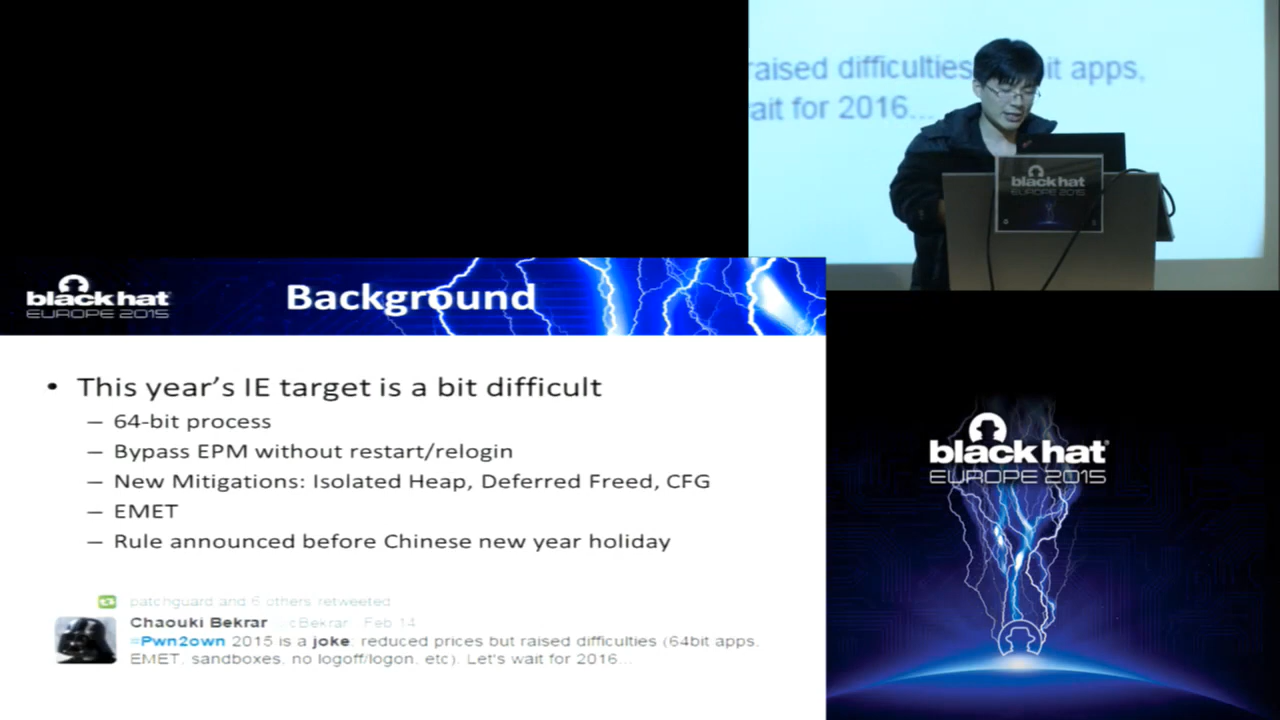 raised difficulties
it apps,
ait for 2016...
black hat
EUROPE 2015
black hat
EUROPE 2015
Background
• This year's IE target is a bit difficult
– 64-bit process
– Bypass EPM without restart/relogin
– New Mitigations: Isolated Heap, Deferred Freed, CFG
– EMET
– Rule announced before Chinese new year holiday
patchguard and 6 others retweeted
Chaouki Bekrar @cBekrar · Feb 14
#Pwn2own 2015 is a joke: reduced prices but raised difficulties (64bit apps,
EMET, sandboxes, no logoff/logon, etc). Let's wait for 2016...
black hat
EUROPE 2015